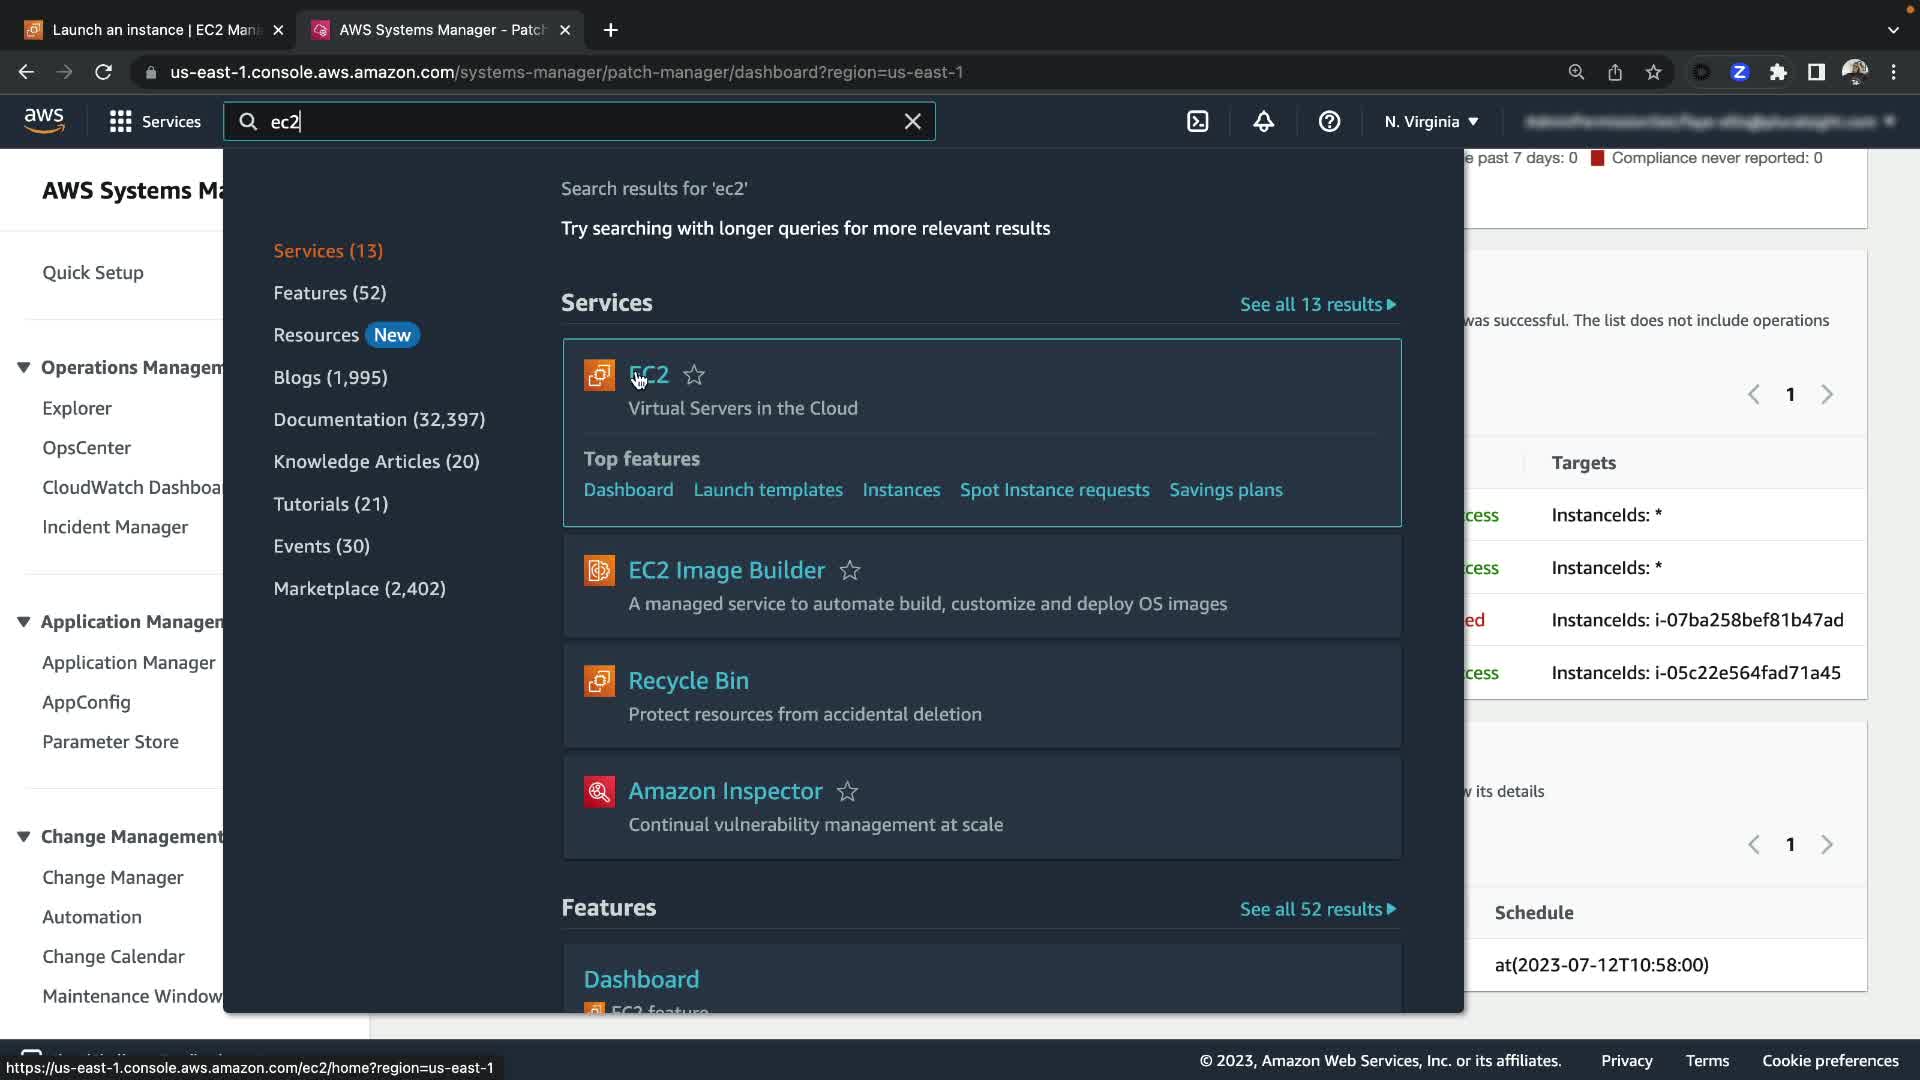 Launch an instance | EC2 Man
AWS Systems Manager - Patch
us-east-1.console.aws.amazon.com/systems-manager/patch-manager/dashboard?region=us-east-1
aws
Services
ec2
N. Virginia
AWS Systems Ma
Quick Setup
Operations Managem
Explorer
OpsCenter
CloudWatch Dashboa
Incident Manager
Application Managen
Application Manager
AppConfig
Parameter Store
Change Management
Change Manager
Automation
Change Calendar
Maintenance Window
Services (13)
Features (52)
Resources New
Blogs (1,995)
Documentation (32,397)
Knowledge Articles (20)
Tutorials (21)
Events (30)
Marketplace (2,402)
Search results for 'ec2'
Try searching with longer queries for more relevant results
Services
See all 13 results
EC2
Virtual Servers in the Cloud
Top features
Dashboard Launch templates Instances Spot Instance requests Savings plans
EC2 Image Builder
A managed service to automate build, customize and deploy OS images
Recycle Bin
Protect resources from accidental deletion
Amazon Inspector
Continual vulnerability management at scale
Features
See all 52 results
Dashboard
EC2 feature
e past 7 days: 0 Compliance never reported: 0
was successful. The list does not include operations
1
Targets
cess InstanceIds: *
cess InstanceIds: *
ed InstanceIds: i-07ba258bef81b47ad
cess InstanceIds: i-05c22e564fad71a45
w its details
1
Schedule
at(2023-07-12T10:58:00)
https://us-east-1.console.aws.amazon.com/ec2/home?region=us-east-1
© 2023, Amazon Web Services, Inc. or its affiliates. Privacy Terms Cookie preferences